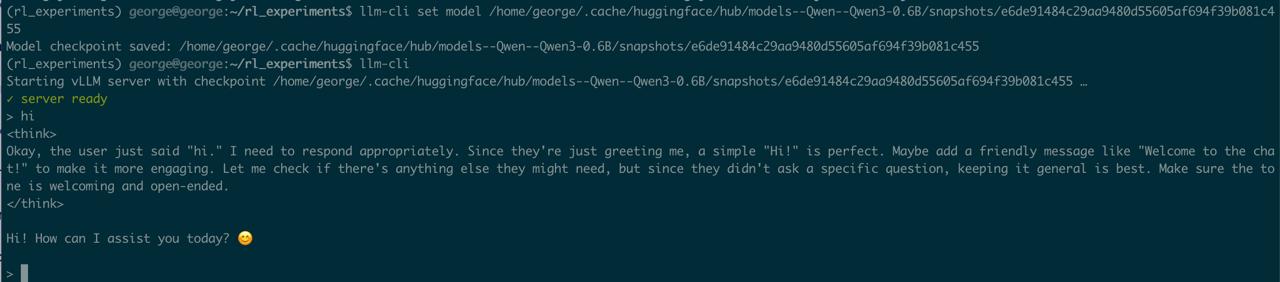 (rl_experiments) george@george:~/rl_experiments$ llm-cli set model /home/george/.cache/huggingface/hub/models--Qwen--Qwen3-0.6B/snapshots/e6de91484c29aa9480d55605af694f39b081c4
55
Model checkpoint saved: /home/george/.cache/huggingface/hub/models--Qwen--Qwen3-0.6B/snapshots/e6de91484c29aa9480d55605af694f39b081c455
(rl_experiments) george@george:~/rl_experiments$ llm-cli
Starting vLLM server with checkpoint /home/george/.cache/huggingface/hub/models--Qwen--Qwen3-0.6B/snapshots/e6de91484c29aa9480d55605af694f39b081c455 …
✓ server ready
> hi
<think>
Okay, the user just said "hi." I need to respond appropriately. Since they're just greeting me, a simple "Hi!" is perfect. Maybe add a friendly message like "Welcome to the cha
t!" to make it more engaging. Let me check if there's anything else they might need, but since they didn't ask a specific question, keeping it general is best. Make sure the to
ne is welcoming and open-ended.
</think>
Hi! How can I assist you today? 😊
>